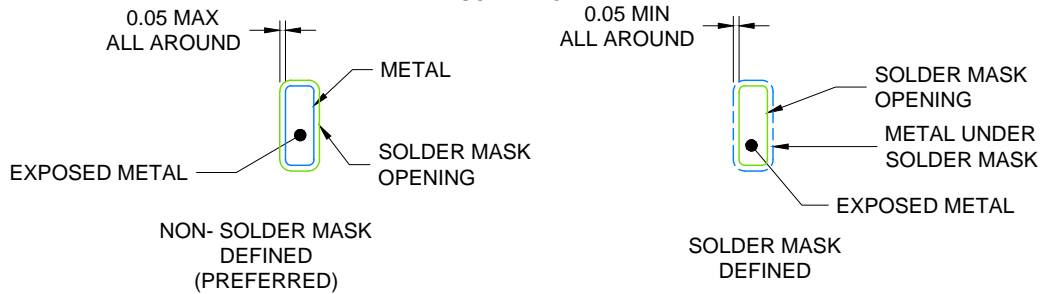 0.05 MAX
ALL AROUND
METAL
EXPOSED METAL
SOLDER MASK
OPENING
NON- SOLDER MASK
DEFINED
(PREFERRED)
0.05 MIN
ALL AROUND
SOLDER MASK
OPENING
METAL UNDER
SOLDER MASK
EXPOSED METAL
SOLDER MASK
DEFINED